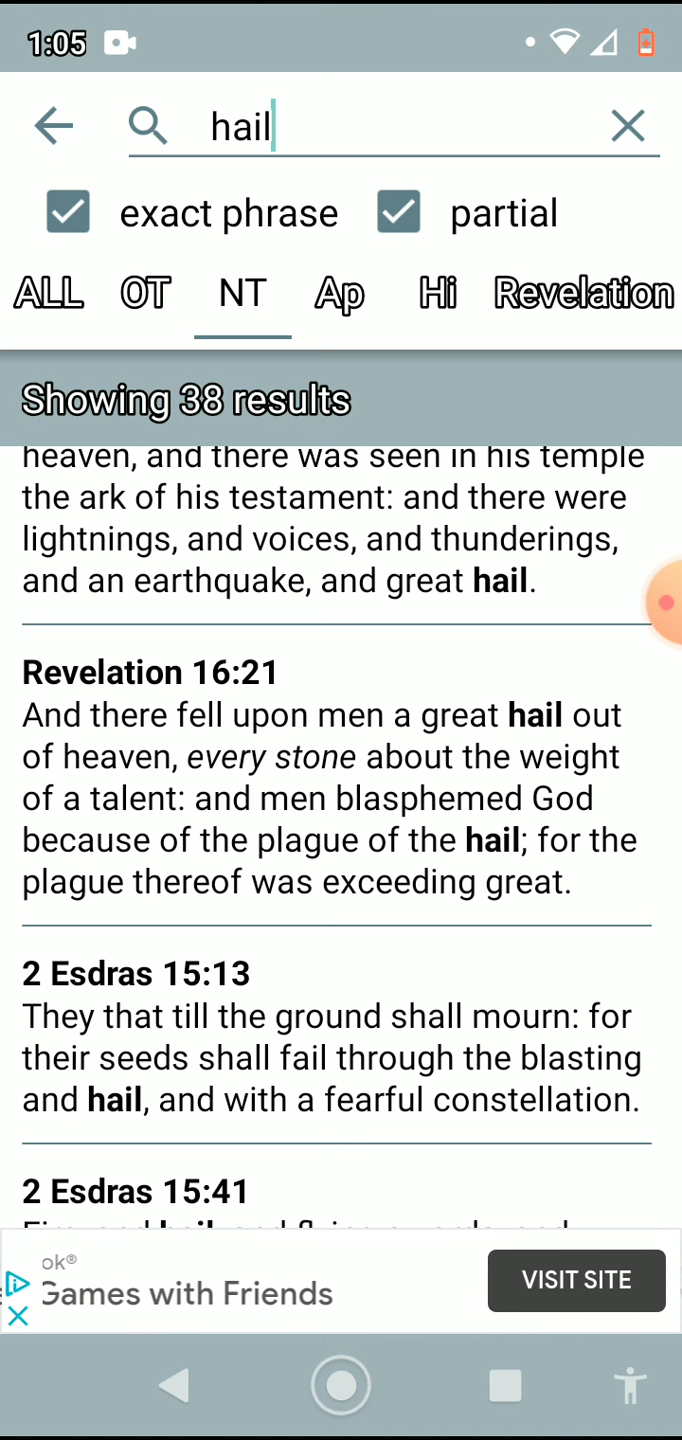 1:05
hail
exact phrase partial
ALL OT NT Ap Hi Revelation
Showing 38 results
heaven, and there was seen in his temple
the ark of his testament: and there were
lightnings, and voices, and thunderings,
and an earthquake, and great hail.
Revelation 16:21
And there fell upon men a great hail out
of heaven, every stone about the weight
of a talent: and men blasphemed God
because of the plague of the hail; for the
plague thereof was exceeding great.
2 Esdras 15:13
They that till the ground shall mourn: for
their seeds shall fail through the blasting
and hail, and with a fearful constellation.
2 Esdras 15:41
ok®
Games with Friends
VISIT SITE